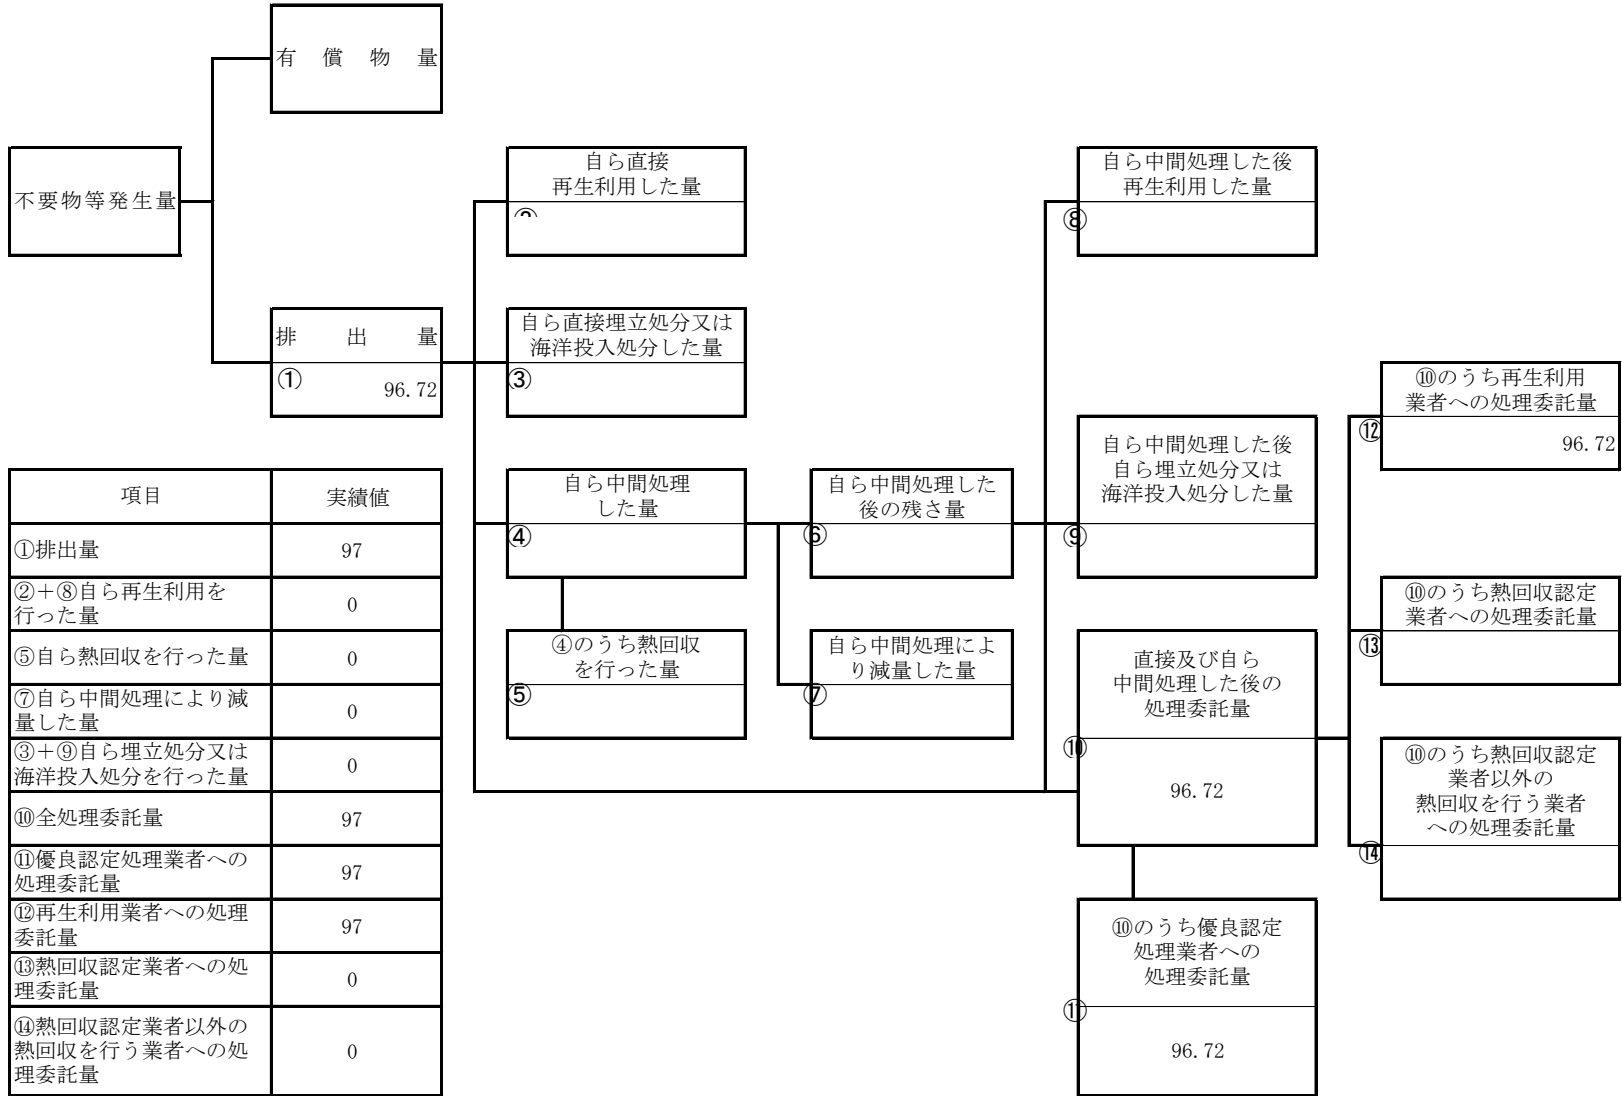 有償物量
不要物等発生量
排出量
①
96.72
自ら直接
再生利用した量
自ら直接埋立処分又は
海洋投入処分した量
③
自ら中間処理
した量
④
④のうち熱回収
を行った量
⑤
自ら中間処理した
後の残さ量
⑥
自ら中間処理によ
り減量した量
⑦
自ら中間処理した後
再生利用した量
⑧
自ら中間処理した後
自ら埋立処分又は
海洋投入処分した量
⑨
直接及び自ら
中間処理した後の
処理委託量
⑩
96.72
⑩のうち優良認定
処理業者への
処理委託量
⑪
96.72
⑩のうち再生利用
業者への処理委託量
⑫
96.72
⑩のうち熱回収認定
業者への処理委託量
⑬
⑩のうち熱回収認定
業者以外の
熱回収を行う業者
への処理委託量
⑭
項目 実績値
①排出量 97
②＋⑧自ら再生利用を
行った量 0
⑤自ら熱回収を行った量 0
⑦自ら中間処理により減
量した量 0
③＋⑨自ら埋立処分又は
海洋投入処分を行った量 0
⑩全処理委託量 97
⑪優良認定処理業者への
処理委託量 97
⑫再生利用業者への処理
委託量 97
⑬熱回収認定業者への処
理委託量 0
⑭熱回収認定業者以外の
熱回収を行う業者への処
理委託量 0